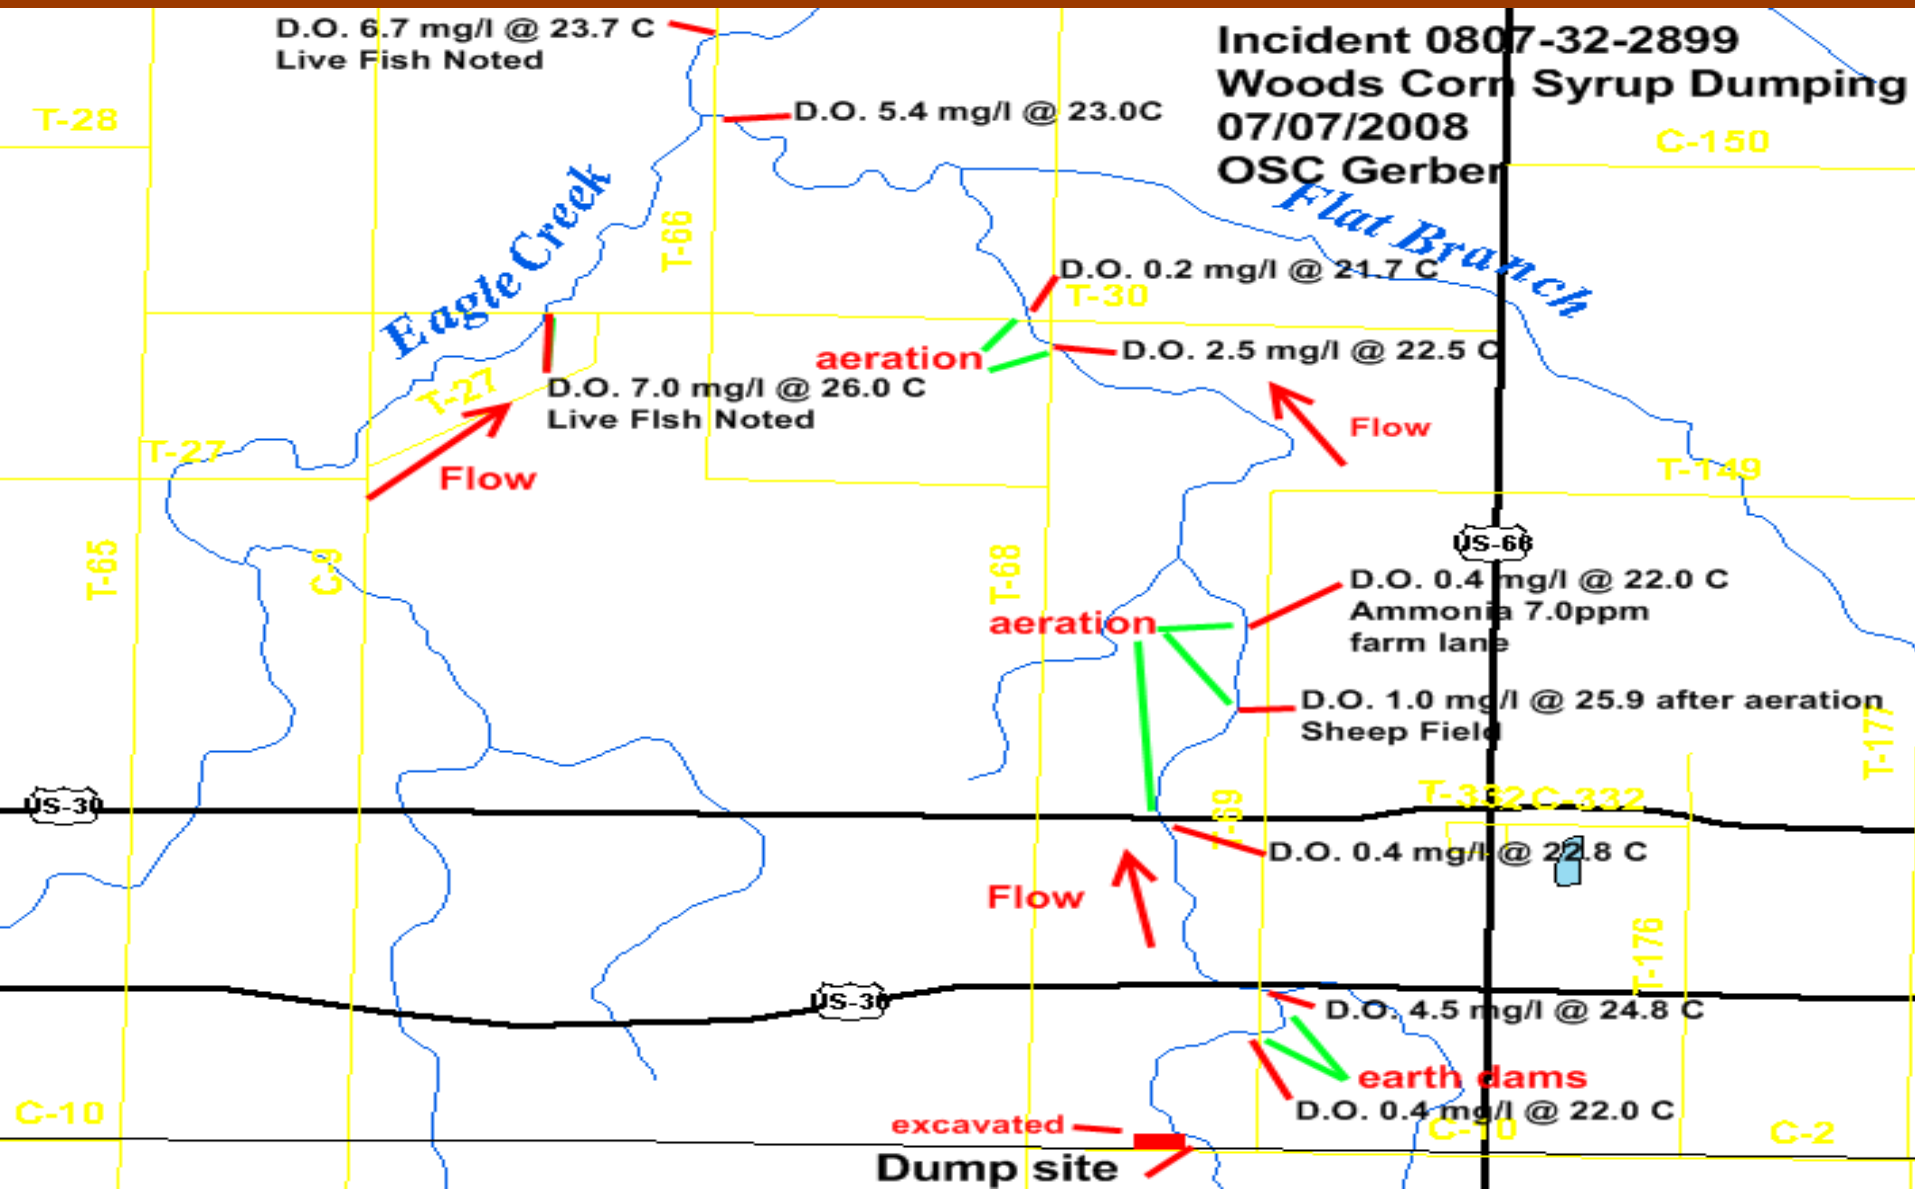 D.O. 6.7 mg/l @ 23.7 C
Live Fish Noted
Incident 0807-32-2899
Woods Corn Syrup Dumping
07/07/2008
OSC Gerber
T-28
D.O. 5.4 mg/l @ 23.0C
C-150
Eagle Creek
T-66
Flat Branch
D.O. 0.2 mg/l @ 21.7 C
T-30
aeration
D.O. 2.5 mg/l @ 22.5 C
D.O. 7.0 mg/l @ 26.0 C
Live FIsh Noted
T-27
Flow
T-27
Flow
T-149
US-68
T-65
C-9
T-68
D.O. 0.4 mg/l @ 22.0 C
Ammonia 7.0ppm
farm lane
aeration
D.O. 1.0 mg/l @ 25.9 after aeration
Sheep Field
T-177
US-30
T-332
C-332
T-69
D.O. 0.4 mg/l @ 22.8 C
Flow
T-176
US-30
D.O. 4.5 mg/l @ 24.8 C
earth dams
D.O. 0.4 mg/l @ 22.0 C
C-10
excavated
C-10
C-2
Dump site